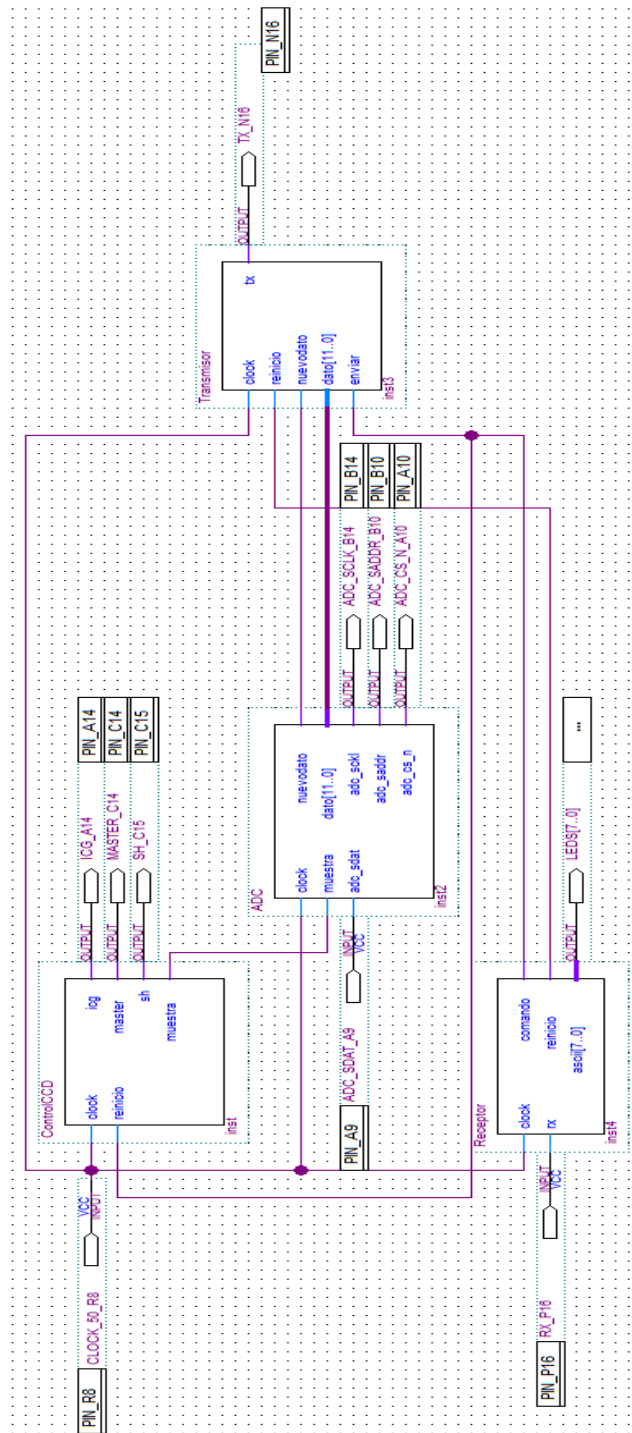 PIN_R8
CLOCK_50_R8
INPUT
VCC
ControlCCD
clock
reinicio
icg
master
sh
muestra
inst
OUTPUT
ICG_A14
PIN_A14
OUTPUT
MASTER_C14
PIN_C14
OUTPUT
SH_C15
PIN_C15
Transmisor
clock
reinicio
nuevodato
dato[11..0]
enviar
tx
inst3
OUTPUT
TX_N16
PIN_N16
ADC
clock
muestra
adc_sdat
nuevodato
dato[11..0]
adc_sckl
adc_saddr
adc_cs_n
inst2
PIN_A9
ADC_SDAT_A9
INPUT
VCC
OUTPUT
ADC_SCLK_B14
PIN_B14
OUTPUT
ADC_SADDR_B10
PIN_B10
OUTPUT
ADC_CS_N_A10
PIN_A10
Receptor
clock
rx
comando
reinicio
ascii[7..0]
inst4
PIN_P16
RX_P16
INPUT
VCC
OUTPUT
LEDS[7..0]
...